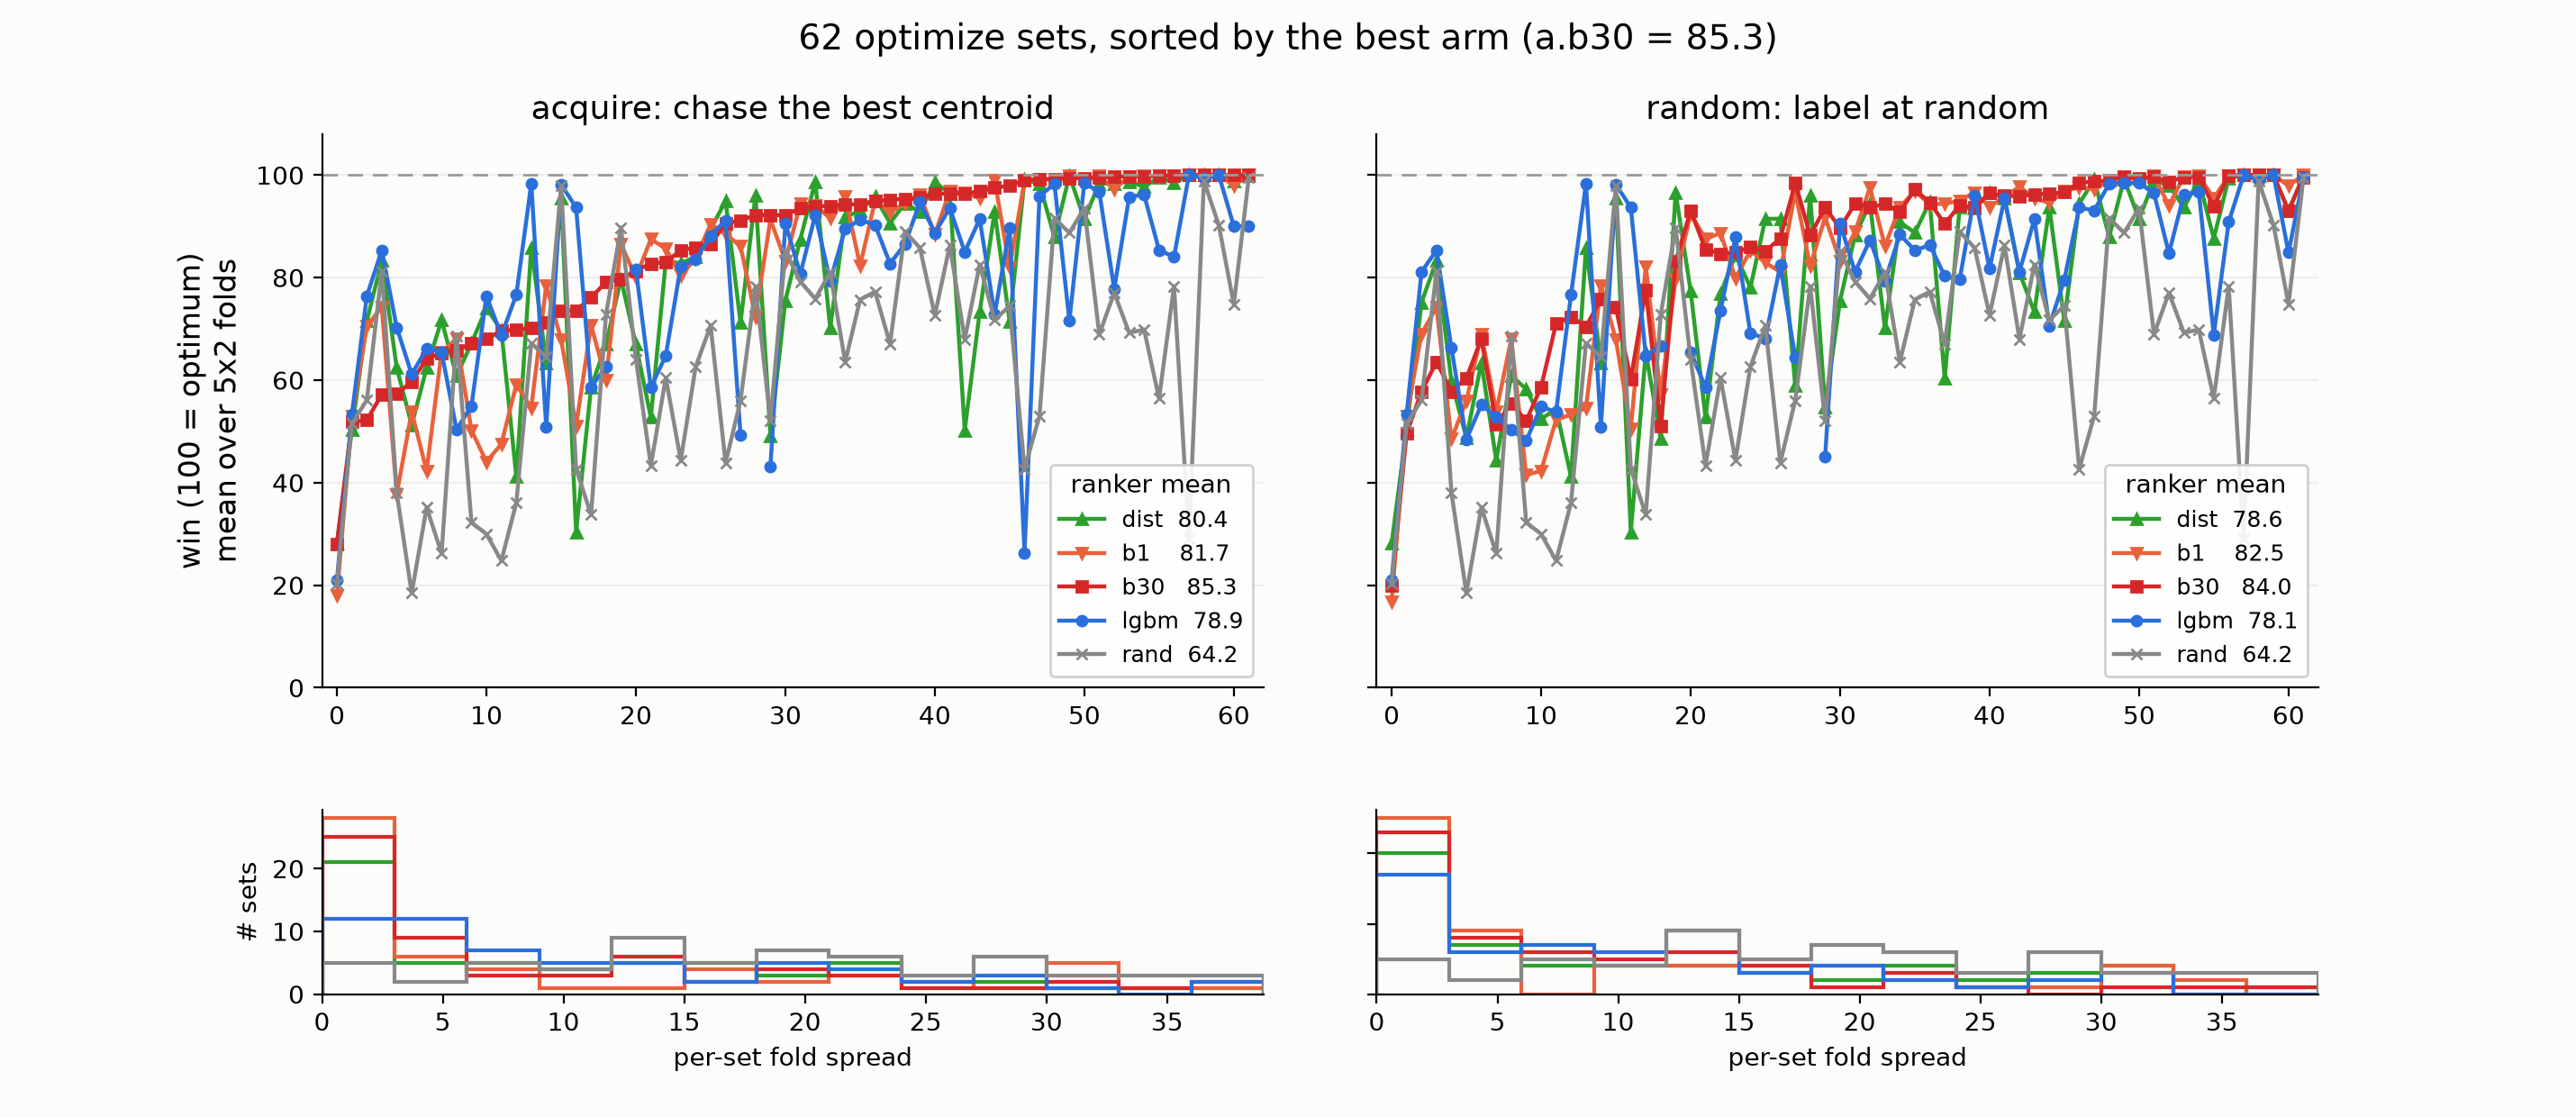 62 optimize sets, sorted by the best arm (a.b30 = 85.3)
acquire: chase the best centroid
win (100 = optimum)
mean over 5x2 folds
100
80
60
40
20
0
ranker mean
dist 80.4
b1 81.7
b30 85.3
lgbm 78.9
rand 64.2
0 10 20 30 40 50 60
random: label at random
ranker mean
dist 78.6
b1 82.5
b30 84.0
lgbm 78.1
rand 64.2
0 10 20 30 40 50 60
# sets
20
10
0
0 5 10 15 20 25 30 35
per-set fold spread
0 5 10 15 20 25 30 35
per-set fold spread